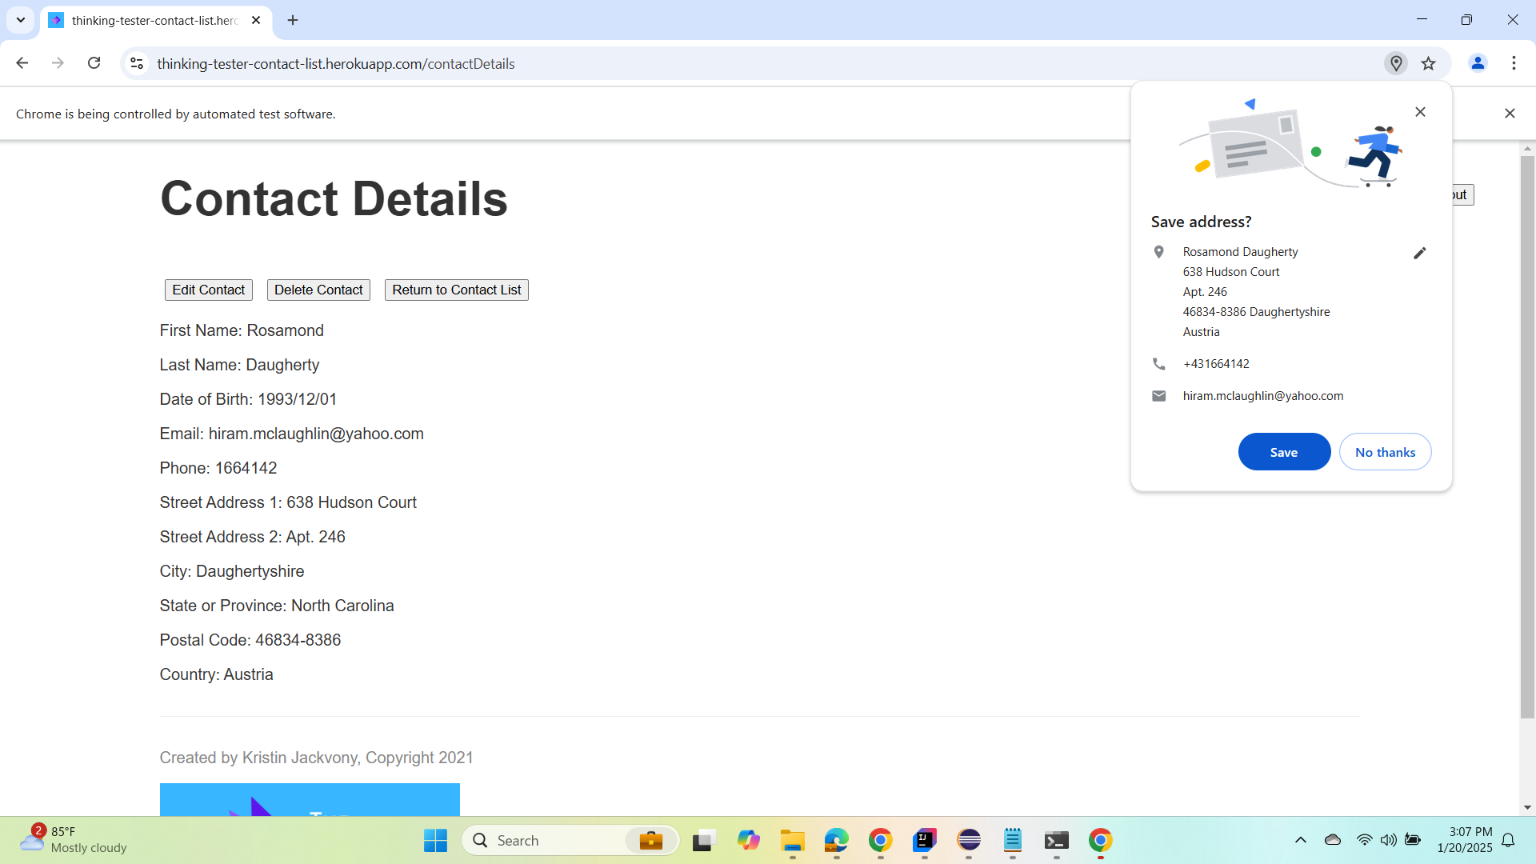 thinking-tester-contact-list.herc
thinking-tester-contact-list.herokuapp.com/contactDetails
Chrome is being controlled by automated test software.
Contact Details
out
Edit Contact
Delete Contact
Return to Contact List
First Name: Rosamond
Last Name: Daugherty
Date of Birth: 1993/12/01
Email: hiram.mclaughlin@yahoo.com
Phone: 1664142
Street Address 1: 638 Hudson Court
Street Address 2: Apt. 246
City: Daughertyshire
State or Province: North Carolina
Postal Code: 46834-8386
Country: Austria
Created by Kristin Jackvony, Copyright 2021
Save address?
Rosamond Daugherty
638 Hudson Court
Apt. 246
46834-8386 Daughertyshire
Austria
+431664142
hiram.mclaughlin@yahoo.com
Save
No thanks
2
85°F
Mostly cloudy
Search
3:07 PM
1/20/2025